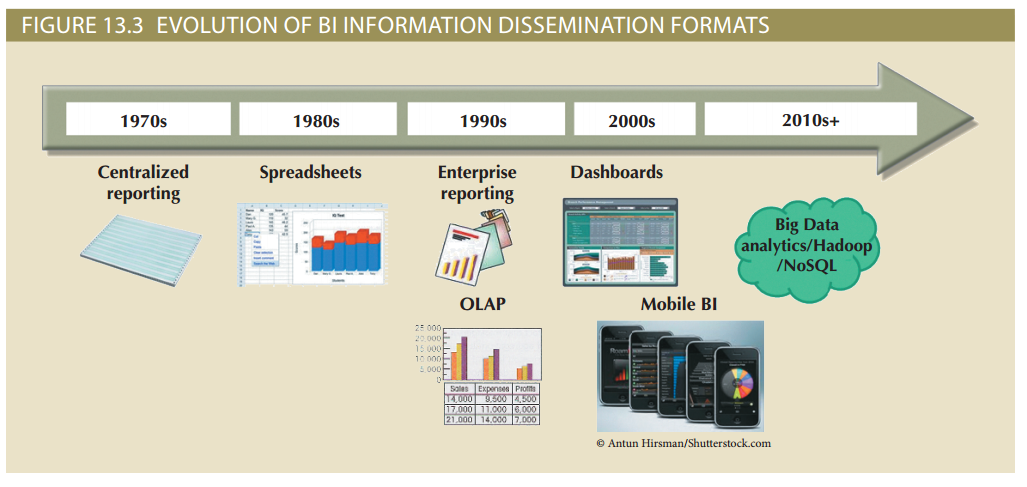 FIGURE 13.3 EVOLUTION OF BI INFORMATION DISSEMINATION FORMATS
1970s
1980s
1990s
2000s
2010s+
Centralized
reporting
Spreadsheets
Enterprise
reporting
Dashboards
Big Data
analytics/Hadoop
/NoSQL
OLAP
25 000
20 000
15 000
10 000
5 000
0
Sales Expenses Profits
14,000 9,500 4,500
17,000 11,000 6,000
21,000 14,000 7,000
Mobile BI
© Antun Hirsman/Shutterstock.com